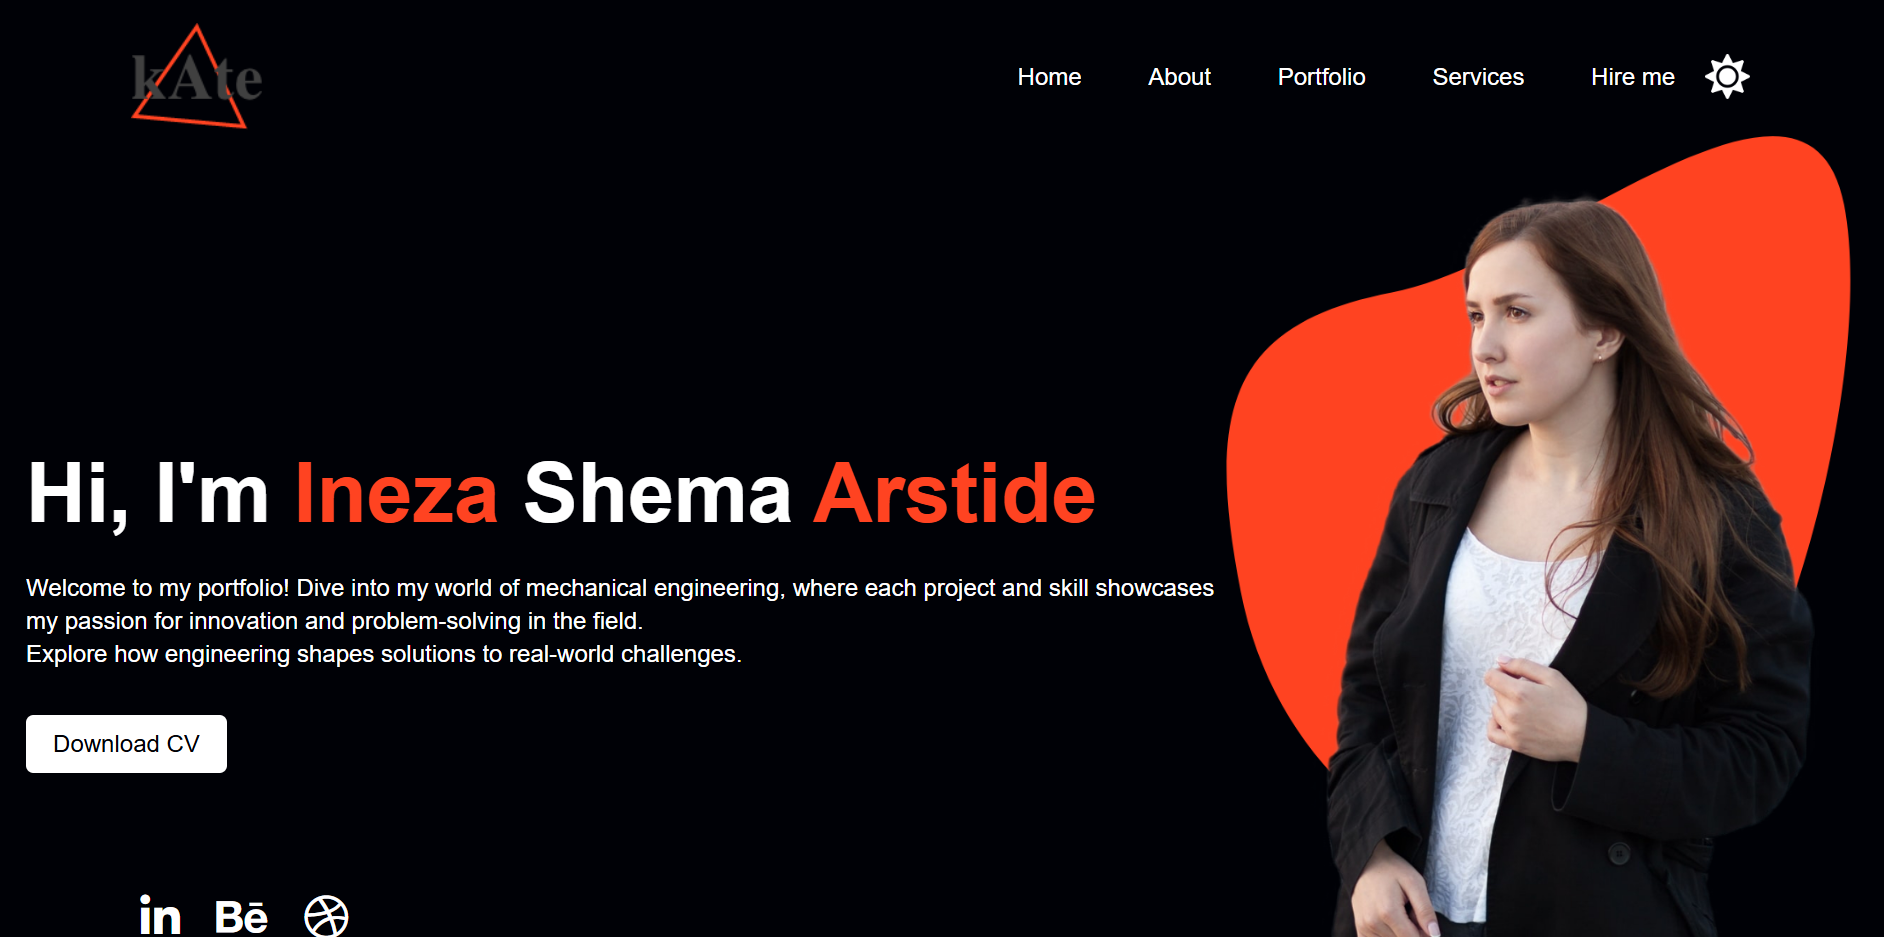 kAte
Home About Portfolio Services Hire me
Hi, I'm Ineza Shema Arstide
Welcome to my portfolio! Dive into my world of mechanical engineering, where each project and skill showcases
my passion for innovation and problem-solving in the field.
Explore how engineering shapes solutions to real-world challenges.
Download CV
in Bē